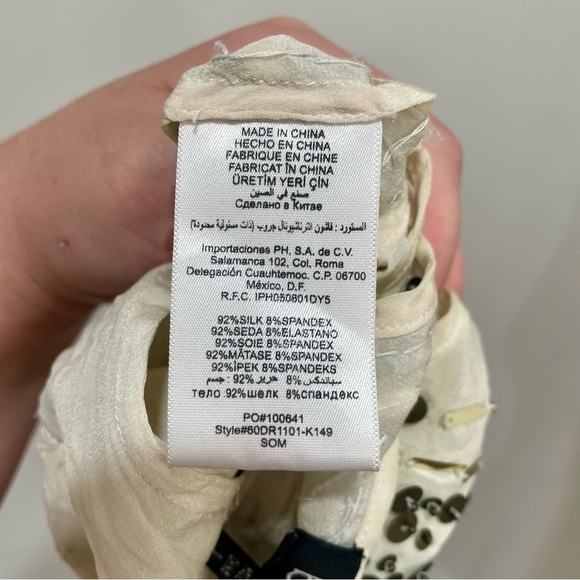 MADE IN CHINA
HECHO EN CHINA
FABRIQUE EN CHINE
FABRICAT ÎN CHINA
ÜRETİM YERİ ÇİN
صنع في الصين
Сделано в Китае
المستورد : فاشون انترناشيونال جروب (ذات مسئولية محدودة)
Importaciones PH, S.A. de C.V.
Salamanca 102, Col, Roma
Delegación Cuauhtemoc. C.P. 06700
México, D.F.
R.F.C. IPH050801DY5
92%SILK 8%SPANDEX
92%SEDA 8%ELASTANO
92%SOIE 8%SPANDEX
92%MĂTASE 8%SPANDEX
92%İPEK 8%SPANDEKS
جسم : 92% حرير 8% سباندكس
тело :92%шелк 8%спандекс
PO#100641
Style#60DR1101-K149
SOM